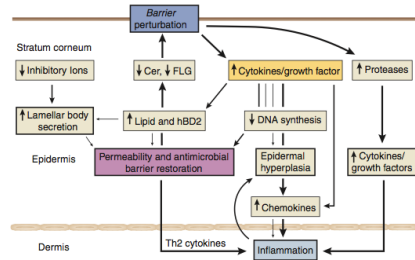 Barrier
perturbation
Stratum corneum
↓ Inhibitory Ions
↓ Cer, ↓ FLG
↑ Cytokines/growth factor
↑ Proteases
↑ Lamellar body
secretion
↑ Lipid and hBD2
↓ DNA synthesis
Epidermis
Permeability and antimicrobial
barrier restoration
Epidermal
hyperplasia
↑ Cytokines/
growth factors
↑ Chemokines
Dermis
Th2 cytokines
Inflammation